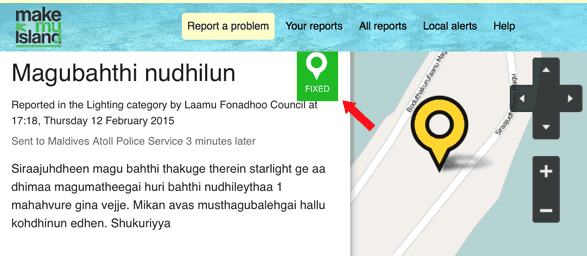 make
my
Island
Report a problem
Your reports
All reports
Local alerts
Help
Magubahthi nudhilun
FIXED
Reported in the Lighting category by Laamu Fonadhoo Council at
17:18, Thursday 12 February 2015
Sent to Maldives Atoll Police Service 3 minutes later
Siraajuhdheen magu bahthi thakuge therein starlight ge aa
dhimaa magumatheegai huri bahthi nudhileythaa 1
mahahvure gina vejje. Mikan avas musthagubalehgai hallu
kohdhinun edhen. Shukuriyya